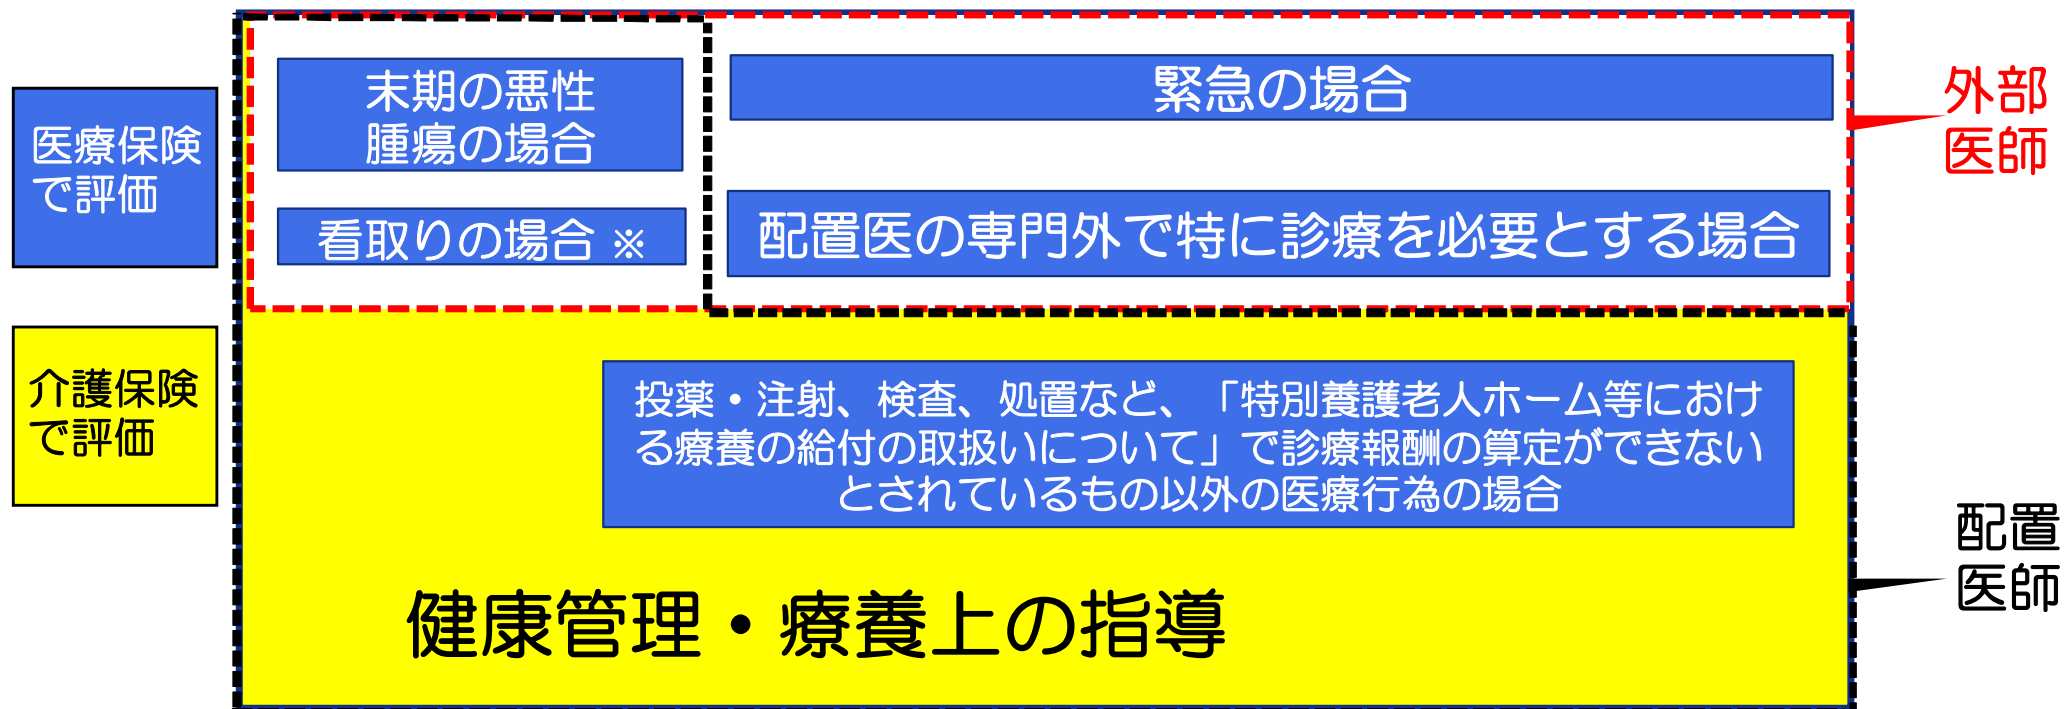 医療保険
で評価
介護保険
で評価
末期の悪性
腫瘍の場合
看取りの場合 ※
緊急の場合
配置医の専門外で特に診療を必要とする場合
外部
医師
投薬・注射、検査、処置など、「特別養護老人ホーム等におけ
る療養の給付の取扱いについて」で診療報酬の算定ができない
とされているもの以外の医療行為の場合
健康管理・療養上の指導
配置
医師